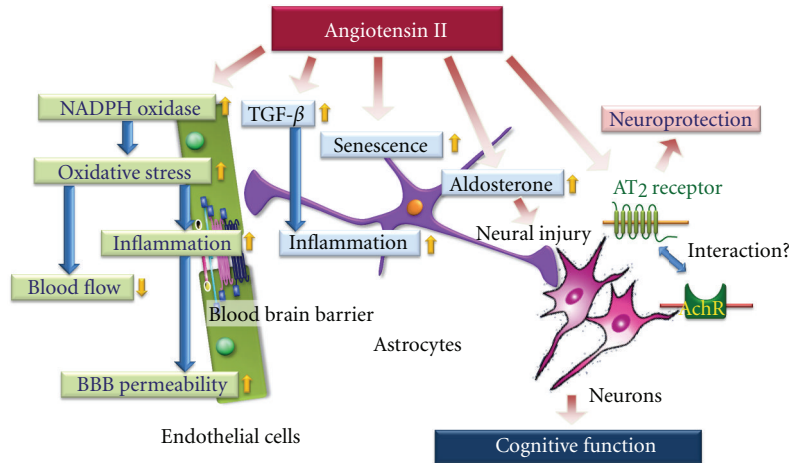 Angiotensin II
NADPH oxidase
TGF-β
Neuroprotection
Senescence
Oxidative stress
Aldosterone
AT2 receptor
Inflammation
Inflammation
Neural injury
Interaction?
Blood flow
Blood brain barrier
AchR
Astrocytes
BBB permeability
Neurons
Endothelial cells
Cognitive function